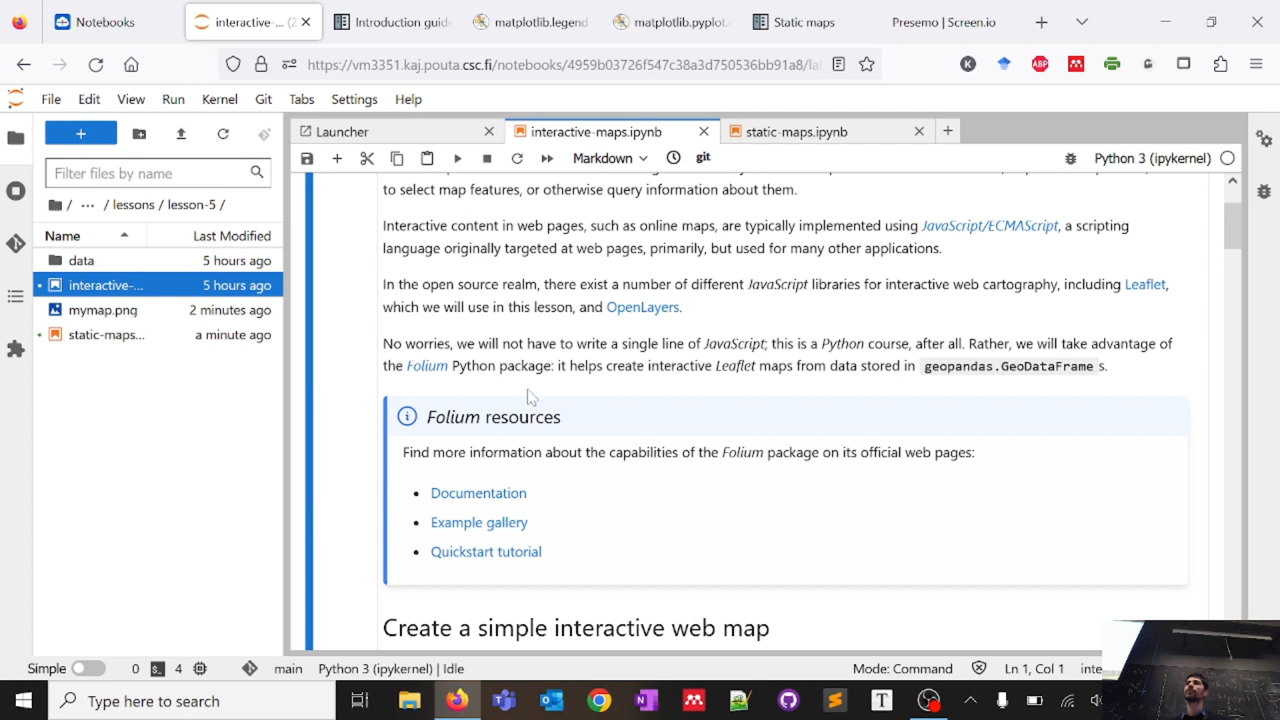 Notebooks
interactive-
Introduction guid
matplotlib.legend
matplotlib.pyplot.
Static maps
Presemo | Screen.io
https://vm3351.kaj.pouta.csc.fi/notebooks/4959b03726f547c38a3d750536bb91a8/la
File Edit View Run Kernel Git Tabs Settings Help
Launcher
interactive-maps.ipynb
static-maps.ipynb
Markdown
git
Python 3 (ipykernel)
Filter files by name
/ ... / lessons / lesson-5 /
Name Last Modified
data 5 hours ago
interactive-... 5 hours ago
mymap.png 2 minutes ago
static-maps... a minute ago
to select map features, or otherwise query information about them.
Interactive content in web pages, such as online maps, are typically implemented using JavaScript/ECMAScript, a scripting
language originally targeted at web pages, primarily, but used for many other applications.
In the open source realm, there exist a number of different JavaScript libraries for interactive web cartography, including Leaflet,
which we will use in this lesson, and OpenLayers.
No worries, we will not have to write a single line of JavaScript; this is a Python course, after all. Rather, we will take advantage of
the Folium Python package: it helps create interactive Leaflet maps from data stored in geopandas.GeoDataFrame s.
Folium resources
Find more information about the capabilities of the Folium package on its official web pages:
• Documentation
• Example gallery
• Quickstart tutorial
Create a simple interactive web map
Simple 0 4 main Python 3 (ipykernel) | Idle Mode: Command Ln 1, Col 1 inte
Type here to search